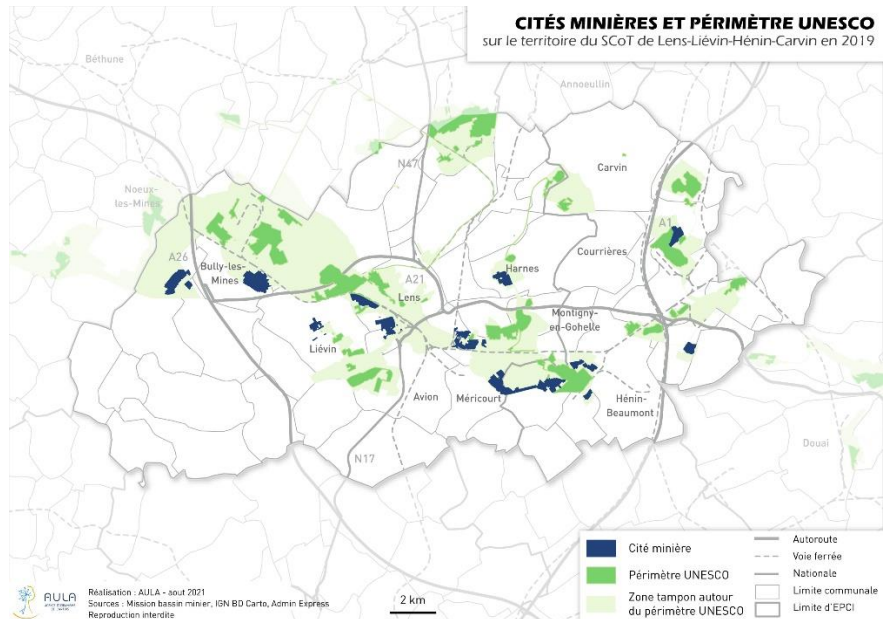 CITÉS MINIÈRES ET PÉRIMÈTRE UNESCO
sur le territoire du SCoT de Lens-Liévin-Hénin-Carvin en 2019
Béthune
Annoeullin
N47
Carvin
Noeux-
les-Mines
A1
A26
Bully-les-
Mines
Courrières
A21
Harnes
Lens
Montigny-
en-Gohelle
Liévin
Avion
Méricourt
Hénin-
Beaumont
Douai
N17
Cité minière
Périmètre UNESCO
Zone tampon autour
du périmètre UNESCO
Autoroute
Voie ferrée
Nationale
Limite communale
Limite d'EPCI
AULA
Réalisation : AULA - aout 2021
Sources : Mission bassin minier, IGN BD Carto, Admin Express
Reproduction interdite
2 km